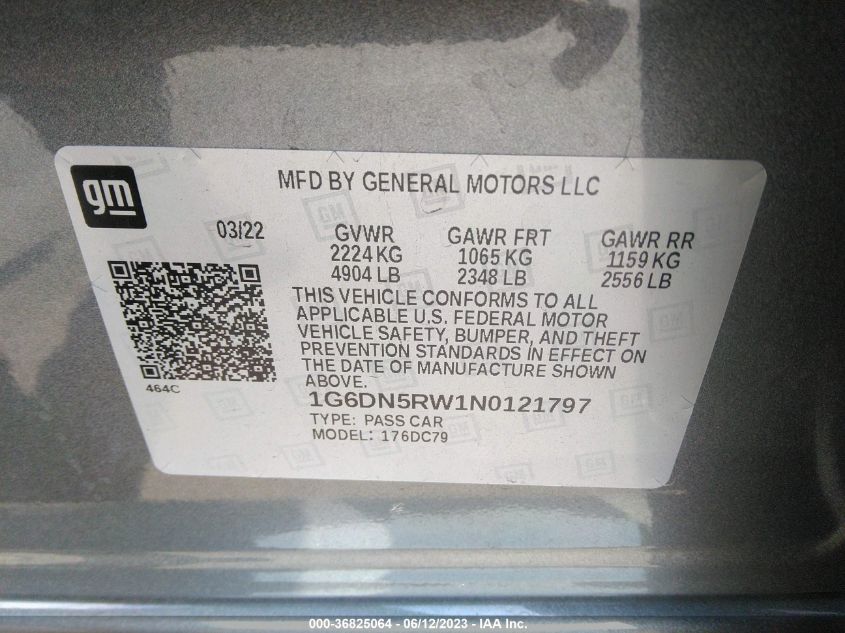 gm
MFD BY GENERAL MOTORS LLC
03/22 GVWR GAWR FRT GAWR RR
2224 KG 1065 KG 1159 KG
4904 LB 2348 LB 2556 LB
THIS VEHICLE CONFORMS TO ALL
APPLICABLE U.S. FEDERAL MOTOR
VEHICLE SAFETY, BUMPER, AND THEFT
PREVENTION STANDARDS IN EFFECT ON
THE DATE OF MANUFACTURE SHOWN
ABOVE.
464C
1G6DN5RW1N0121797
TYPE: PASS CAR
MODEL: 176DC79
000-36825064 - 06/12/2023 - IAA Inc.